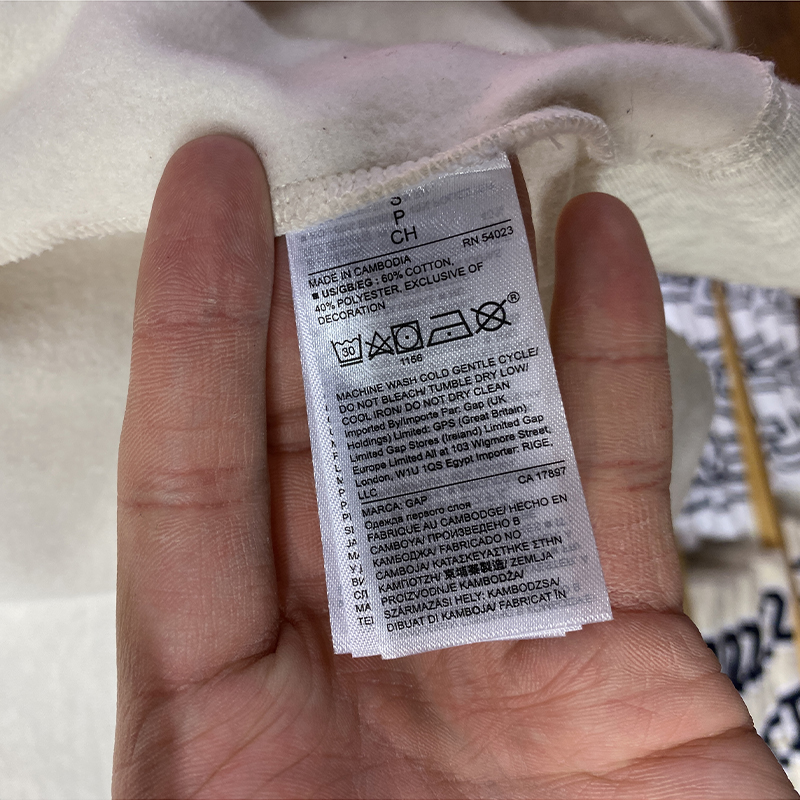 S
P
CH
RN 54023
MADE IN CAMBODIA
■ US/GB/EG : 60% COTTON,
40% POLYESTER, EXCLUSIVE OF
DECORATION
30
®
1156
MACHINE WASH COLD GENTLE CYCLE/
DO NOT BLEACH/ TUMBLE DRY LOW/
COOL IRON/ DO NOT DRY CLEAN
Imported By/Importe Par: Gap (UK
Holdings) Limited: GPS (Great Britain)
Limited Gap Stores (Ireland) Limited Gap
Europe Limited All at 103 Wigmore Street,
London, W1U 1QS Egypt Importer: RIGE,
LLC
CA 17897
MARCA: GAP
Одежда первого слоя
FABRIQUE AU CAMBODGE/ HECHO EN
CAMBOYA/ ПРОИЗВЕДЕНО В
КАМБОДЖА/ FABRICADO NO
CAMBOJA/ ΚΑΤΑΣΚΕΥΑΣΤΗΚΕ ΣΤΗΝ
ΚΑΜΠΟΤΖΗ/ 柬埔寨製造/ ZEMLJA
PROIZVODNJE KAMBODŽA/
SZÁRMAZÁSI HELY: KAMBODZSA/
DIBUAT DI KAMBOJA/ FABRICAT ÎN